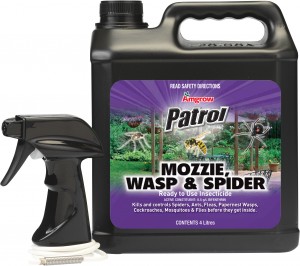 READ SAFETY DIRECTIONS
Amgrow
Patrol
MOZZIE,
WASP & SPIDER
Ready to Use Insecticide
Kills and controls Spiders, Ants, Fleas, Papernest Wasps,
Cockroaches, Mosquitoes & Flies before they get inside.
CONTENTS 4 Litres